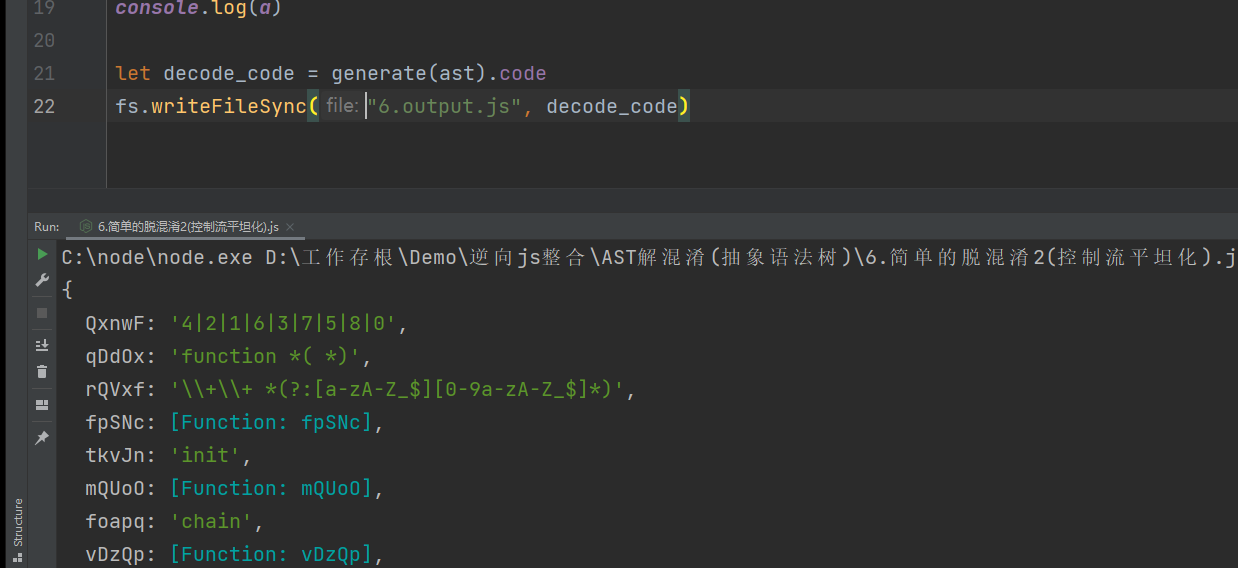 19 console.log(a)
20
21 let decode_code = generate(ast).code
22 fs.writeFileSync( file: "6.output.js", decode_code)
Run: 6.简单的脱混淆2(控制流平坦化).js
C:\node\node.exe D:\工作存根\Demo\逆向js整合\AST解混淆(抽象语法树)\6.简单的脱混淆2(控制流平坦化).j
{
QxnwF: '4|2|1|6|3|7|5|8|0',
qDdOx: 'function *( *)',
rQVxf: '\\+\\+ *(?:[a-zA-Z_$][0-9a-zA-Z_$]*)',
fpSNc: [Function: fpSNc],
tkvJn: 'init',
mQUoO: [Function: mQUoO],
foapq: 'chain',
vDzQp: [Function: vDzQp],
Structure